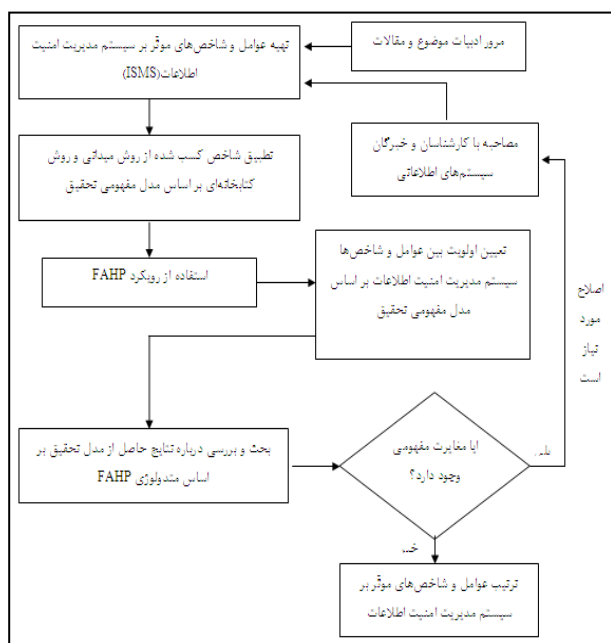 مرور ادبیات موضوع و مقالات
تهیه عوامل و شاخص‌های موثر بر سیستم مدیریت امنیت
اطلاعات(ISMS)
مصاحبه با کارشناسان و خبرگان
سیستم‌های اطلاعاتی
تطبیق شاخص کسب شده از روش میدانی و روش
کتابخانه‌ای بر اساس مدل مفهومی تحقیق
استفاده از رویکرد FAHP
تعیین اولویت بین عوامل و شاخص‌ها
سیستم مدیریت امنیت اطلاعات بر اساس
مدل مفهومی تحقیق
اصلاح
مورد
نیاز
است
بحث و بررسی درباره نتایج حاصل از مدل تحقیق بر
اساس متدولوژی FAHP
ایا مغایرت مفهومی
وجود دارد؟
ترتیب عوامل و شاخص‌های موثر بر
سیستم مدیریت امنیت اطلاعات